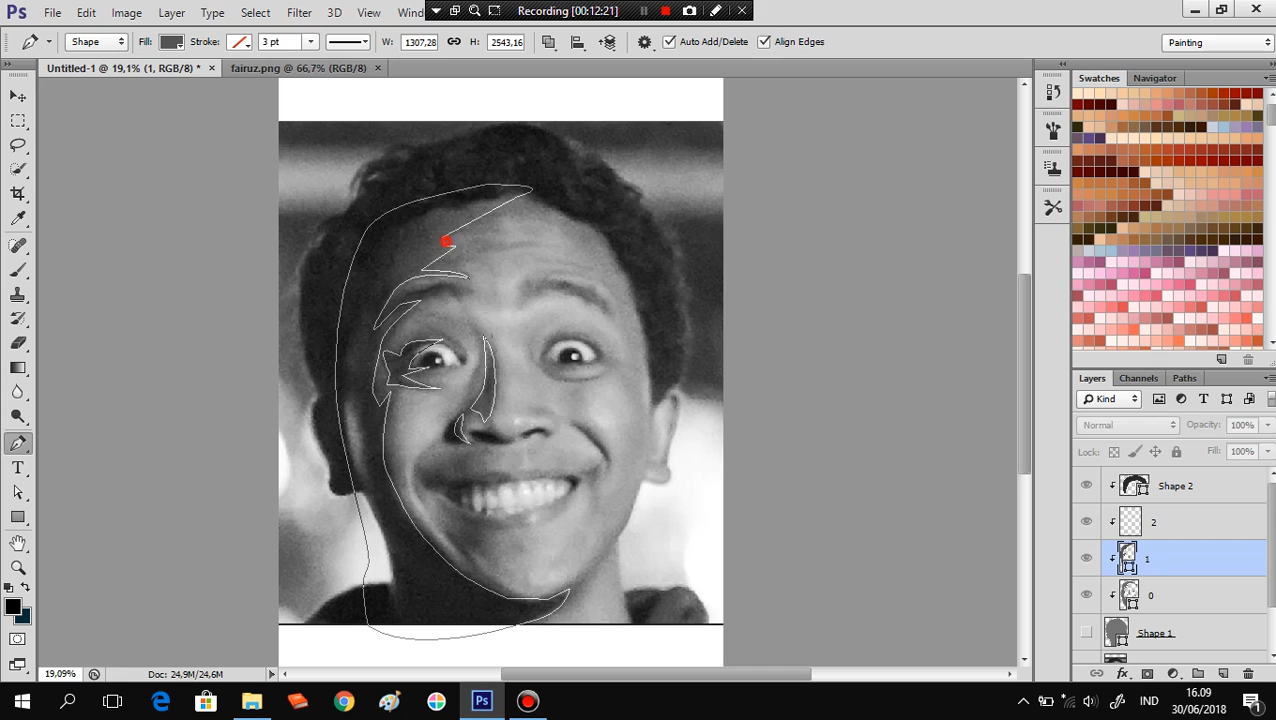 Ps File Edit Image Layer Type Select Filter 3D View Wind
Recording [00:12:21]
Shape Fill: Stroke: 3 pt W: 1307,28 H: 2543,16 Auto Add/Delete Align Edges Painting
Untitled-1 @ 19,1% (1, RGB/8) * × fairuz.png @ 66,7% (RGB/8) ×
Swatches Navigator
Layers Channels Paths
Kind
Normal Opacity: 100%
Lock: Fill: 100%
Shape 2
2
1
0
Shape 1
19,09% Doc: 24,9M/24,6M
Ps IND 16.09
30/06/2018